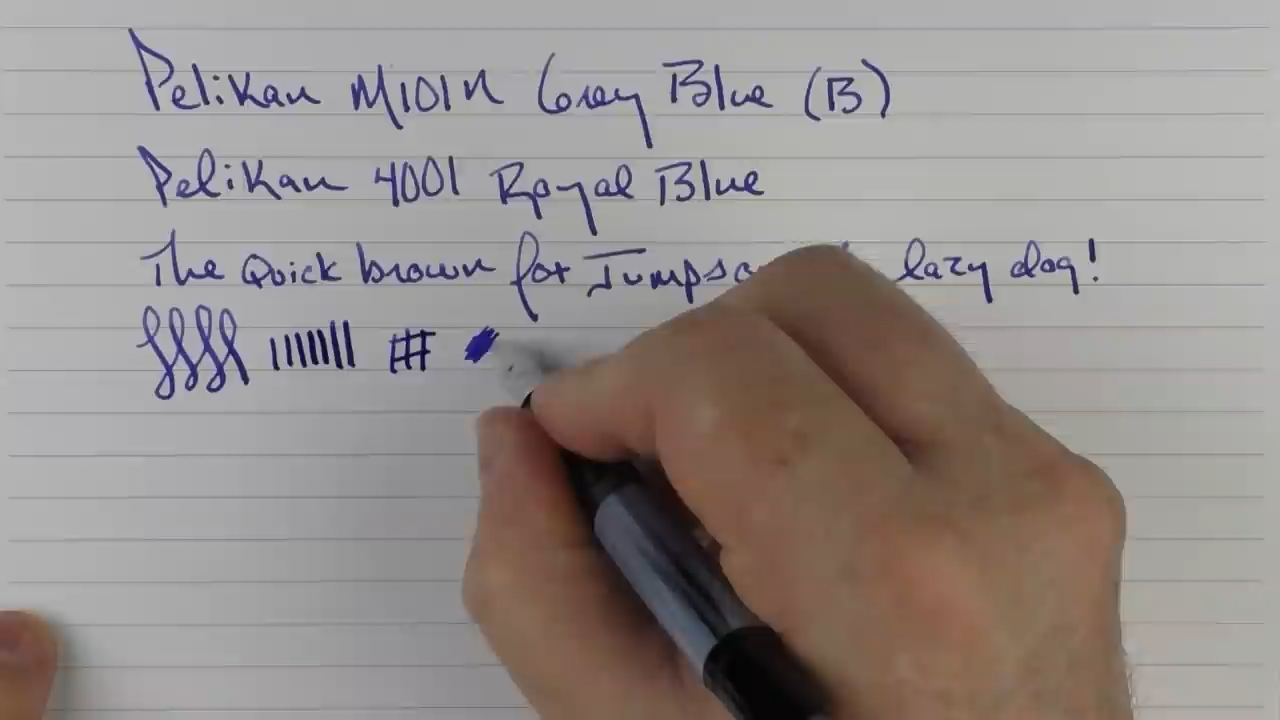 Pelikan M101N Grey Blue (B)
Pelikan 4001 Royal Blue
The Quick brown fox Jumps lazy dog!